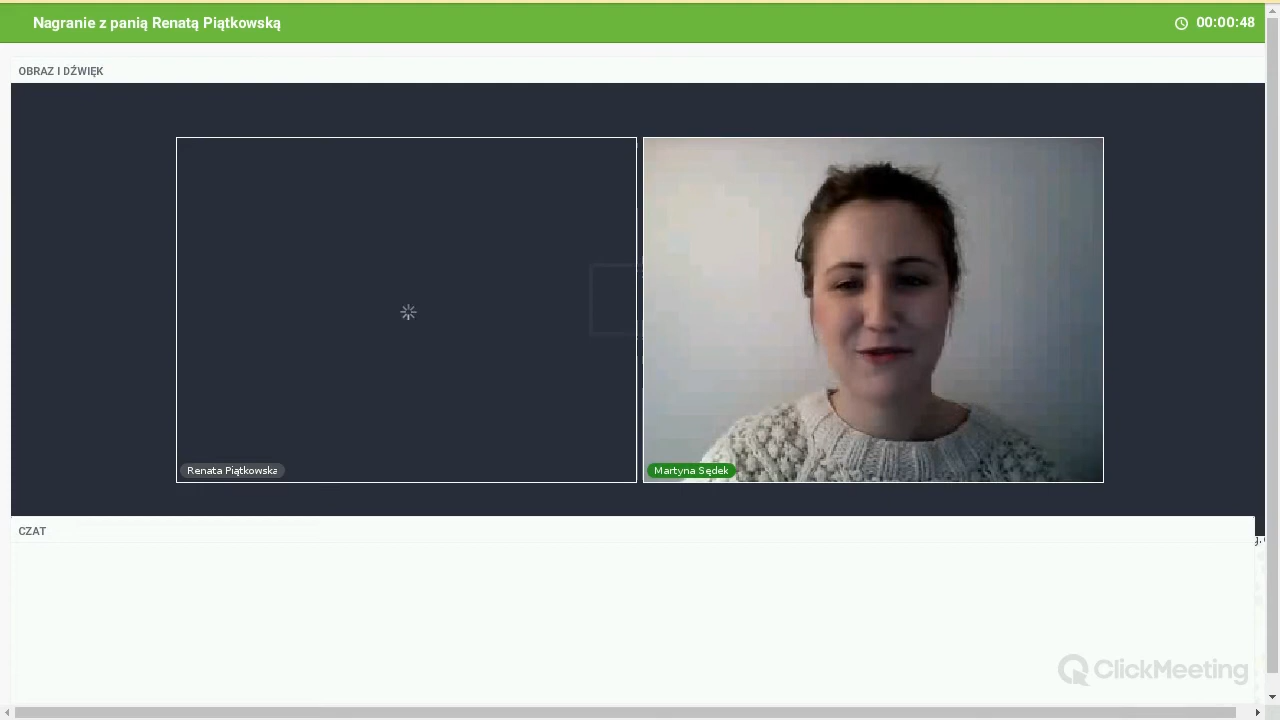 Nagranie z panią Renatą Piątkowską
00:00:48
OBRAZ I DŹWIĘK
Renata Piątkowska
Martyna Sędek
CZAT
ClickMeeting